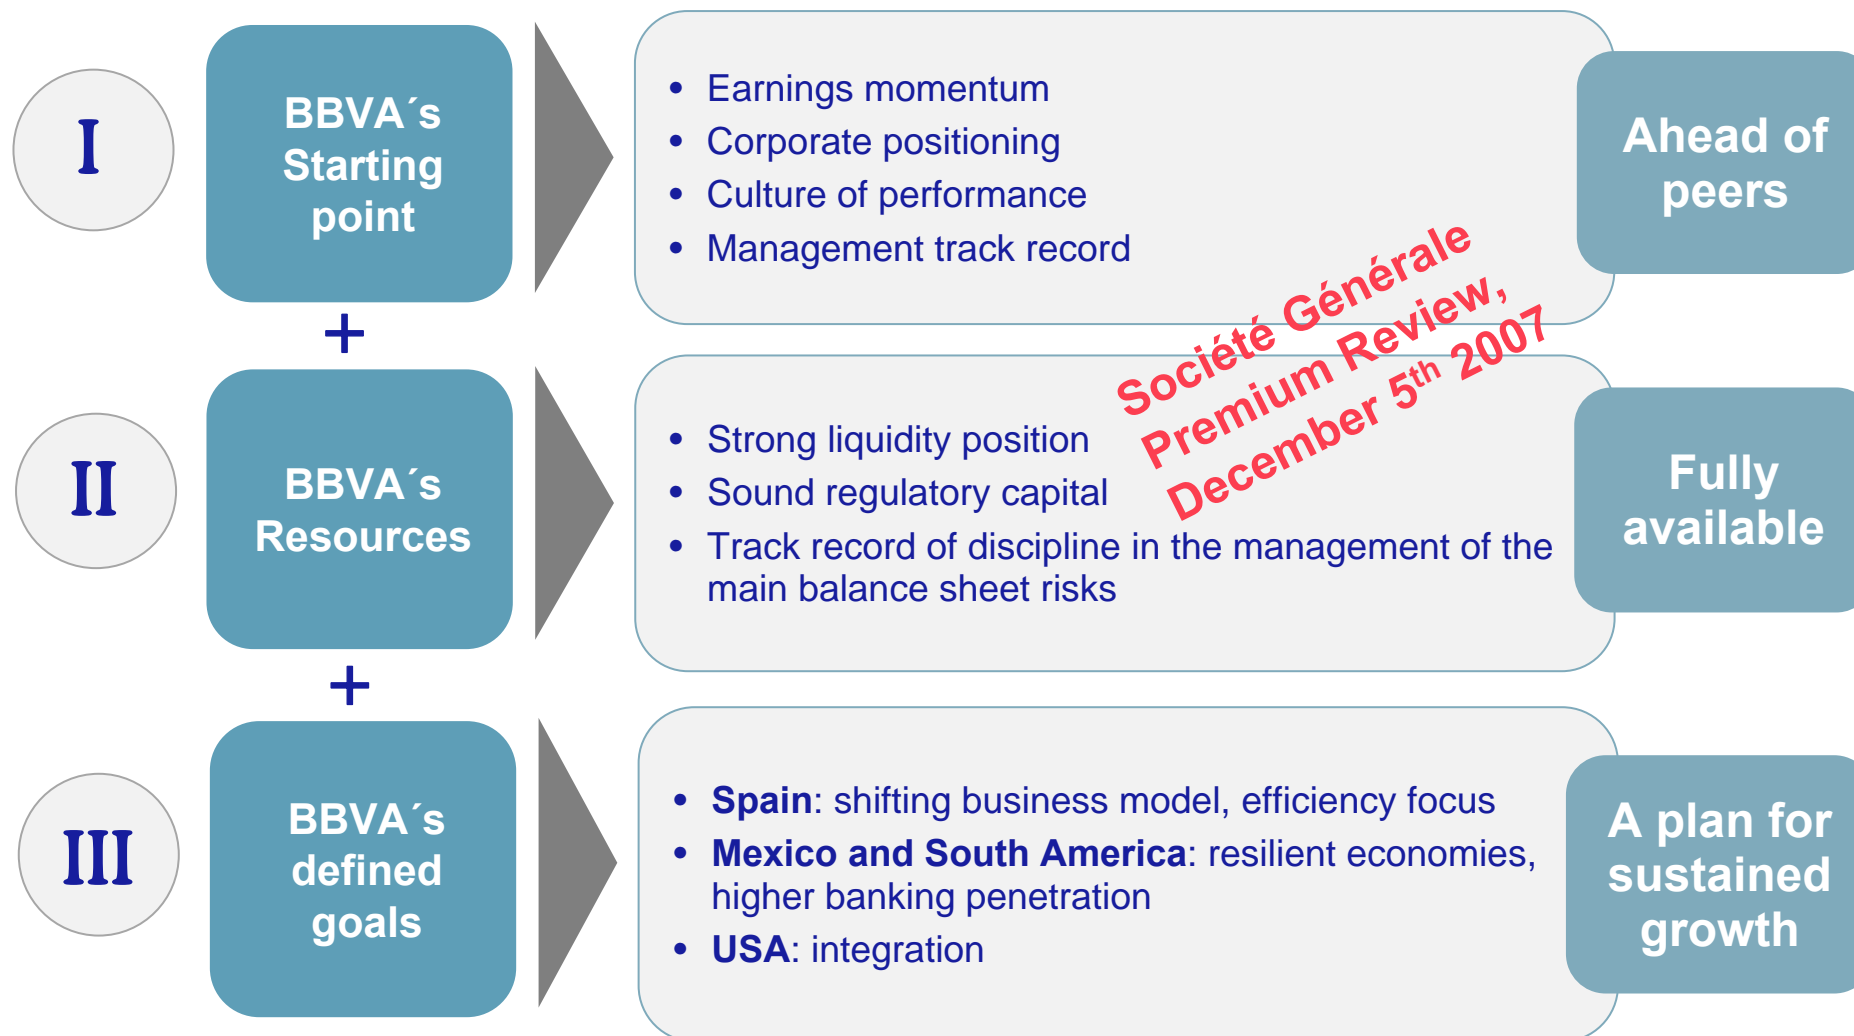 I
BBVA´s
Starting
point
• Earnings momentum
• Corporate positioning
• Culture of performance
• Management track record
Ahead of
peers
+
Société Générale
Premium Review,
December 5th 2007
II
BBVA´s
Resources
• Strong liquidity position
• Sound regulatory capital
• Track record of discipline in the management of the
main balance sheet risks
Fully
available
+
III
BBVA´s
defined
goals
• Spain: shifting business model, efficiency focus
• Mexico and South America: resilient economies,
higher banking penetration
• USA: integration
A plan for
sustained
growth